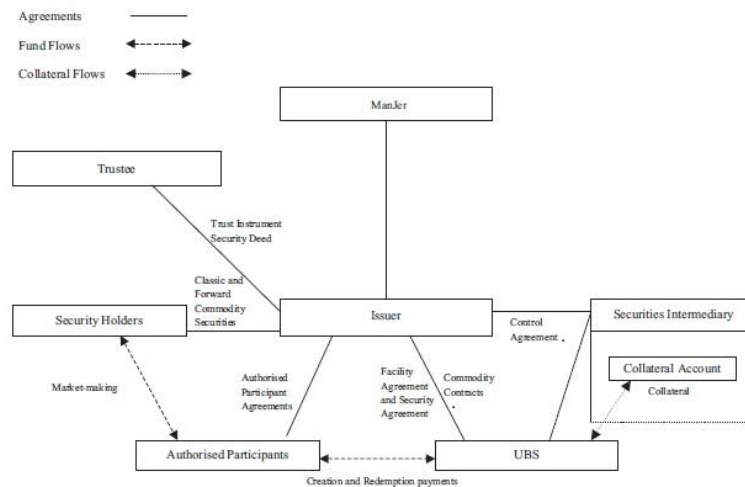 Agreements
Fund Flows
Collateral Flows
ManJer
Trustee
Trust Instrument
Security Deed
Classic and
Forward
Commodity
Securities
Security Holders
Issuer
Securities Intermediary
Control
Agreement
Collateral Account
Collateral
Market-making
Authorised
Participant
Agreements
Facility
Agreement
and Security
Agreement
Commodity
Contracts
Authorised Participants
UBS
Creation and Redemption payments